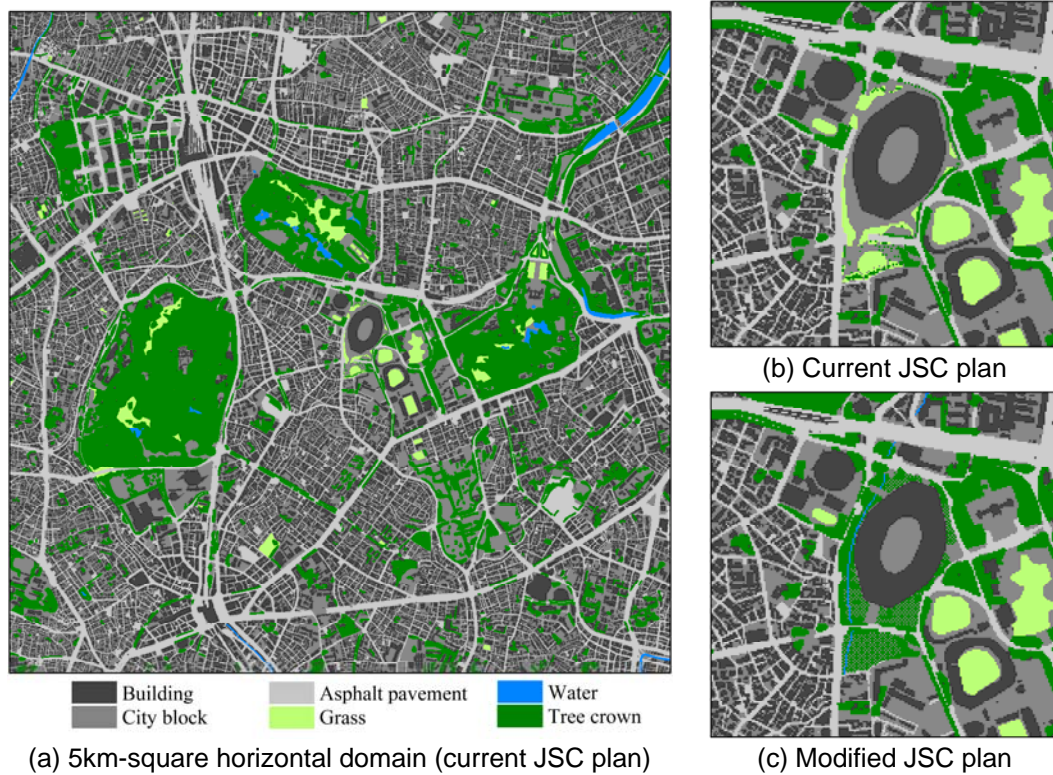 (b) Current JSC plan
Building
Asphalt pavement
Water
City block
Grass
Tree crown
(a) 5km-square horizontal domain (current JSC plan)
(c) Modified JSC plan